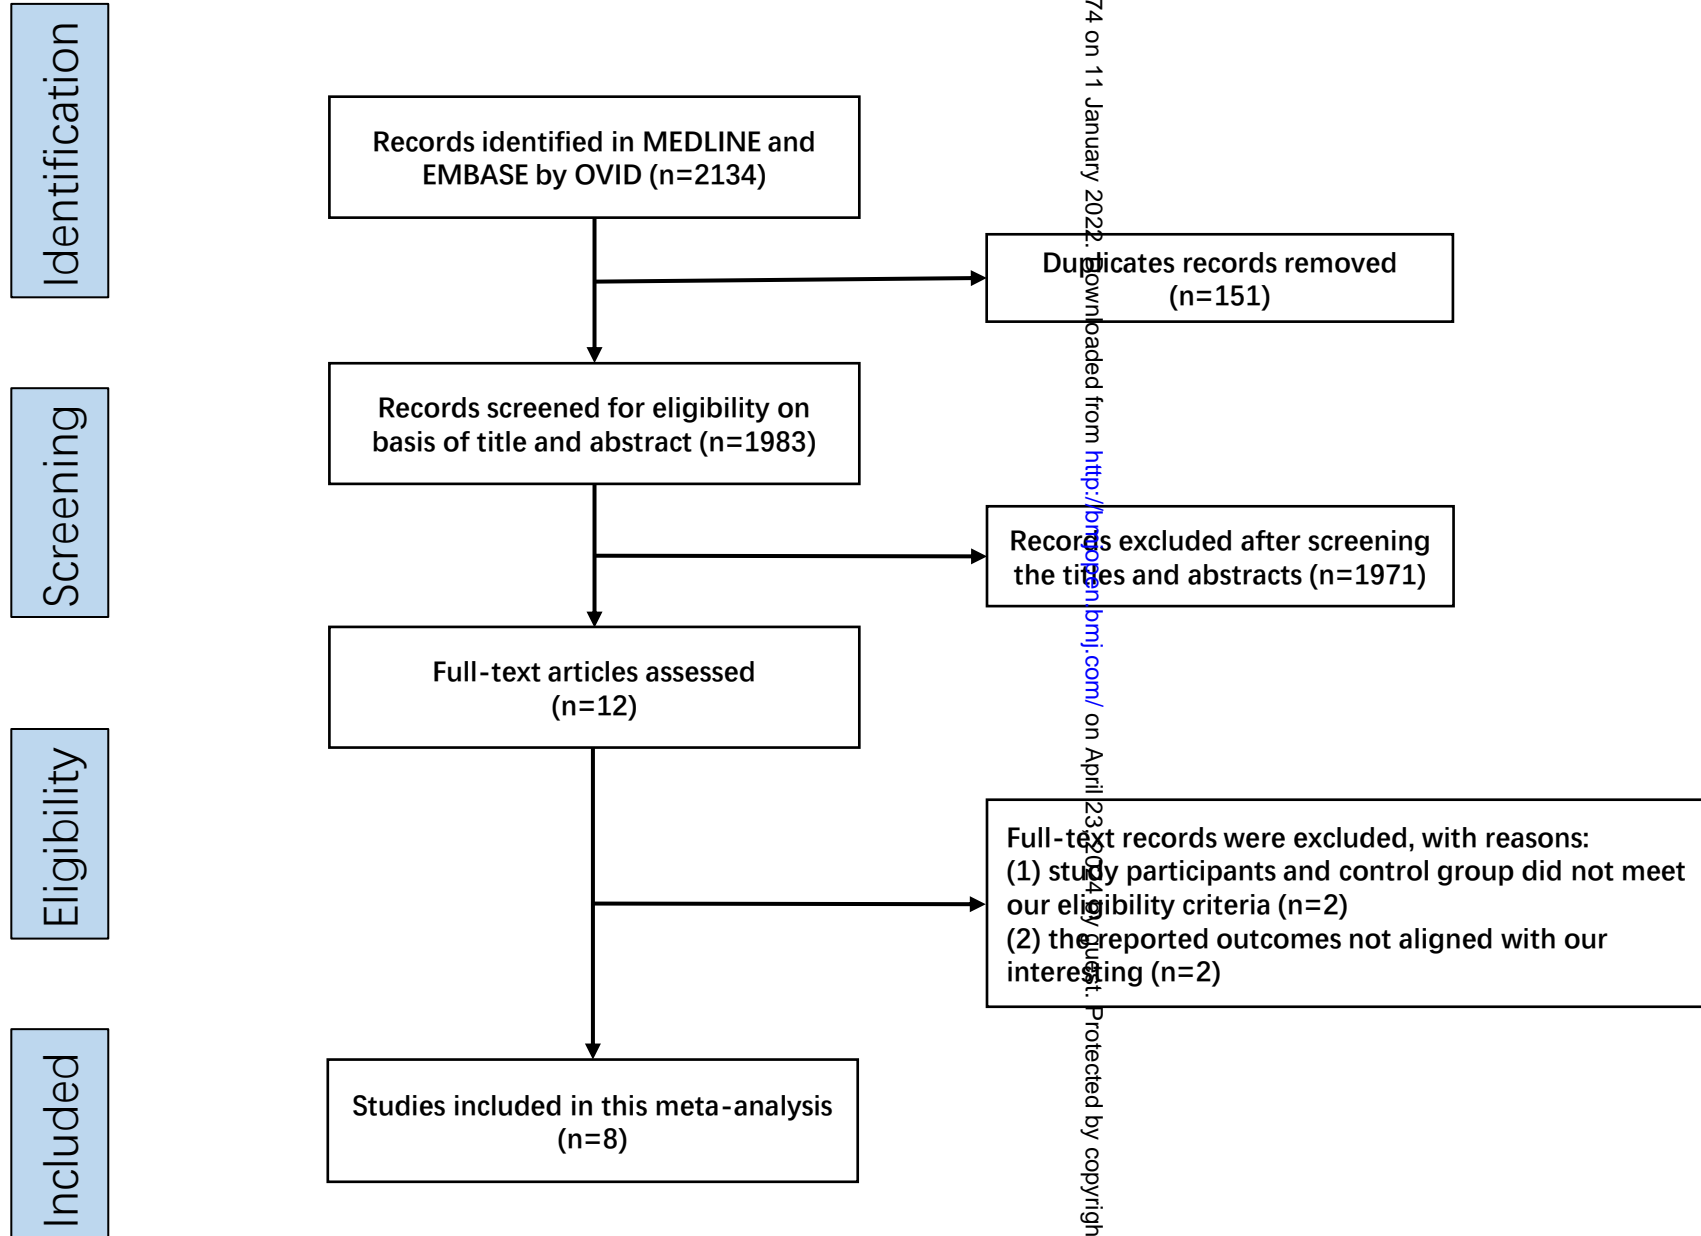 Identification
Records identified in MEDLINE and
EMBASE by OVID (n=2134)
Duplicates records removed
(n=151)
Screening
Records screened for eligibility on
basis of title and abstract (n=1983)
Records excluded after screening
the titles and abstracts (n=1971)
Full-text articles assessed
(n=12)
Eligibility
Full-text records were excluded, with reasons:
(1) study participants and control group did not meet
our eligibility criteria (n=2)
(2) the reported outcomes not aligned with our
interesting (n=2)
Included
Studies included in this meta-analysis
(n=8)
74 on 11 January 2022. Downloaded from http://bmjopen.bmj.com/ on April 23, 2024 by guest. Protected by copyrigh